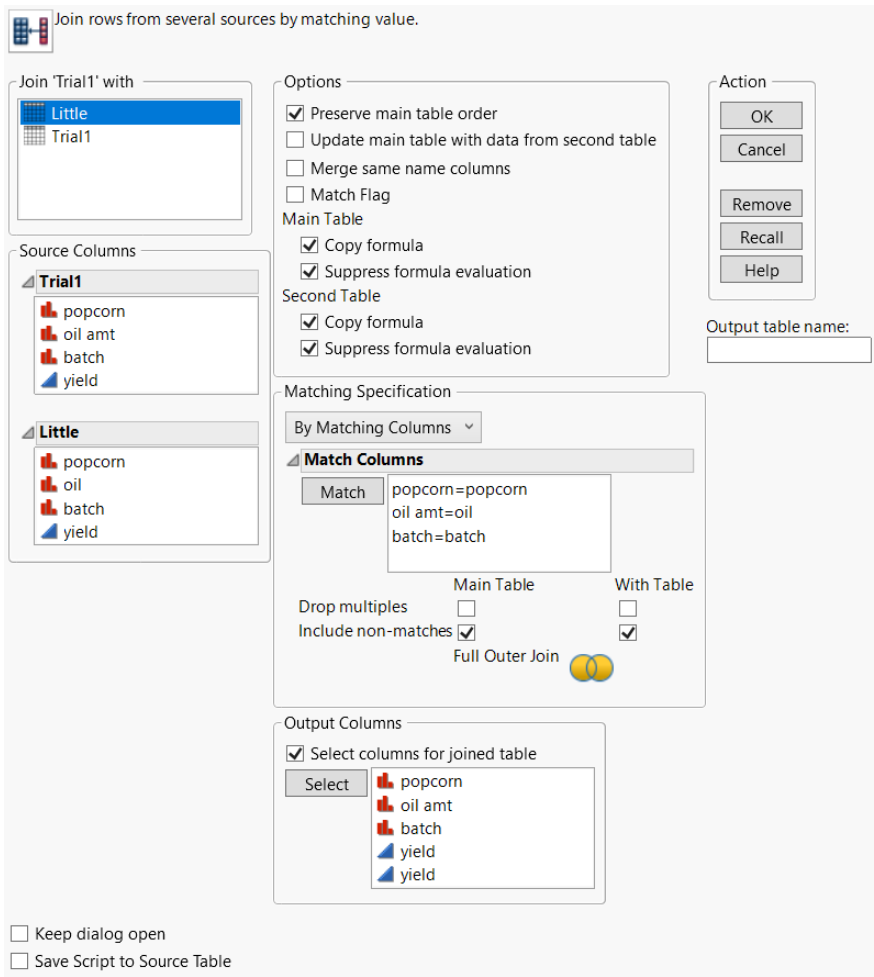 Join rows from several sources by matching value.
Join 'Trial1' with
Little
Trial1
Source Columns
Trial1
popcorn
oil amt
batch
yield
Little
popcorn
oil
batch
yield
Options
Preserve main table order
Update main table with data from second table
Merge same name columns
Match Flag
Main Table
Copy formula
Suppress formula evaluation
Second Table
Copy formula
Suppress formula evaluation
Matching Specification
By Matching Columns
Match Columns
Match
popcorn=popcorn
oil amt=oil
batch=batch
Main Table With Table
Drop multiples
Include non-matches
Full Outer Join
Output Columns
Select columns for joined table
Select
popcorn
oil amt
batch
yield
yield
Action
OK
Cancel
Remove
Recall
Help
Output table name:
Keep dialog open
Save Script to Source Table